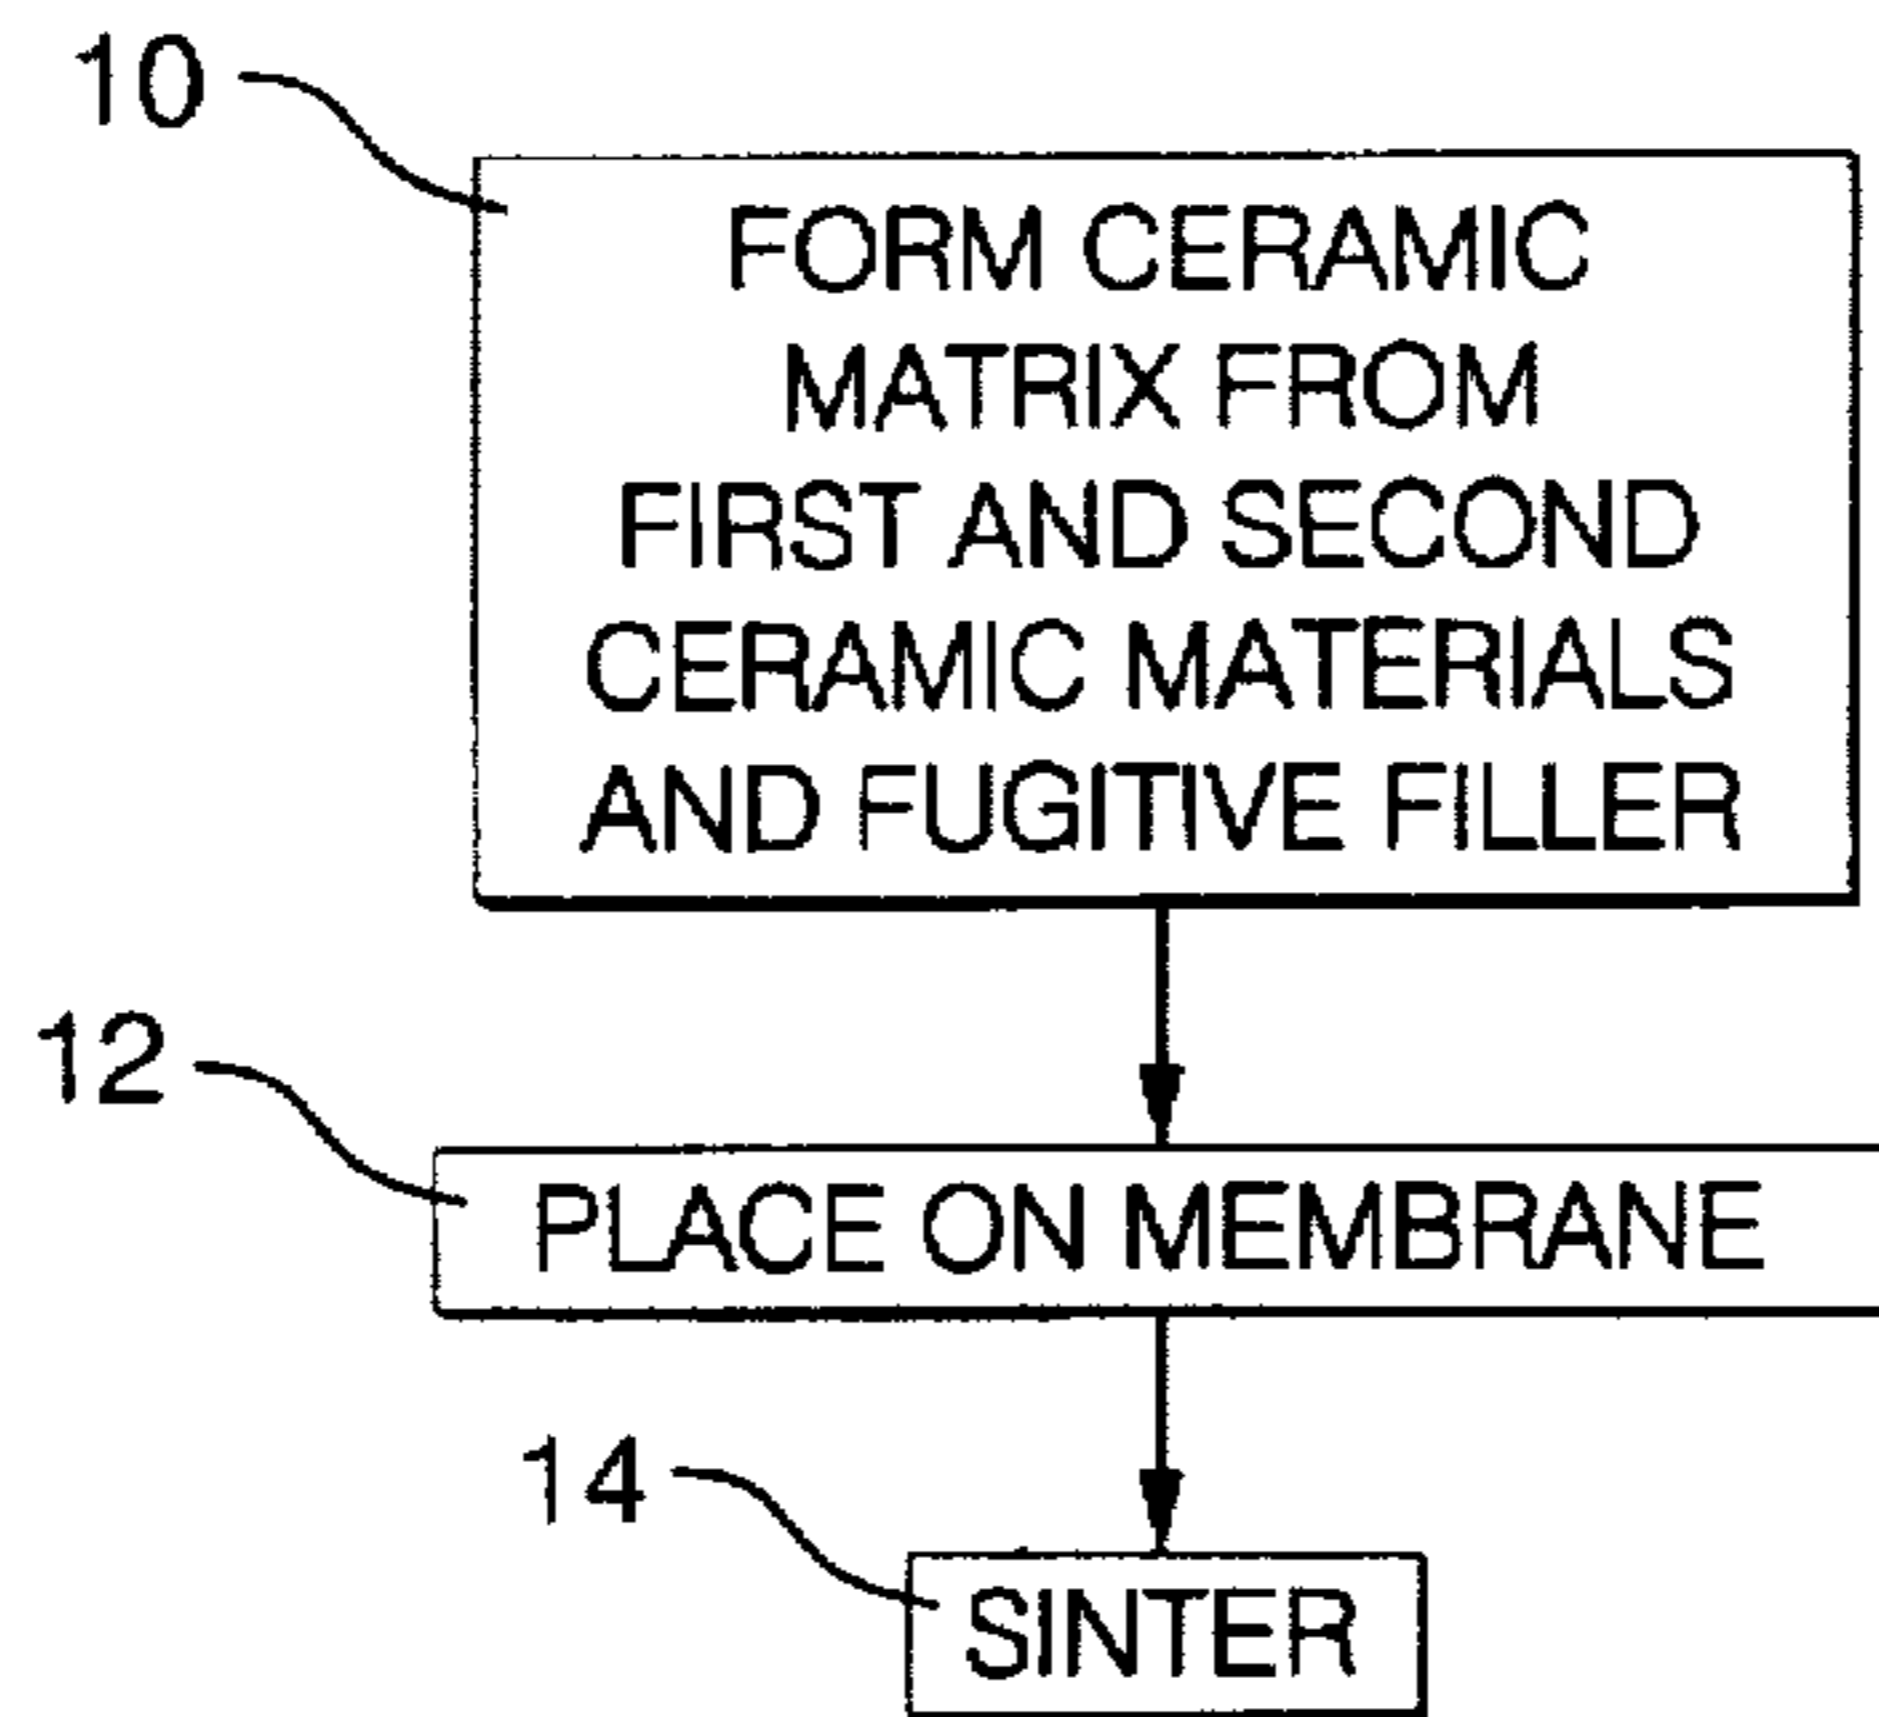 10
FORM CERAMIC
MATRIX FROM
FIRST AND SECOND
CERAMIC MATERIALS
AND FUGITIVE FILLER
12
PLACE ON MEMBRANE
14
SINTER